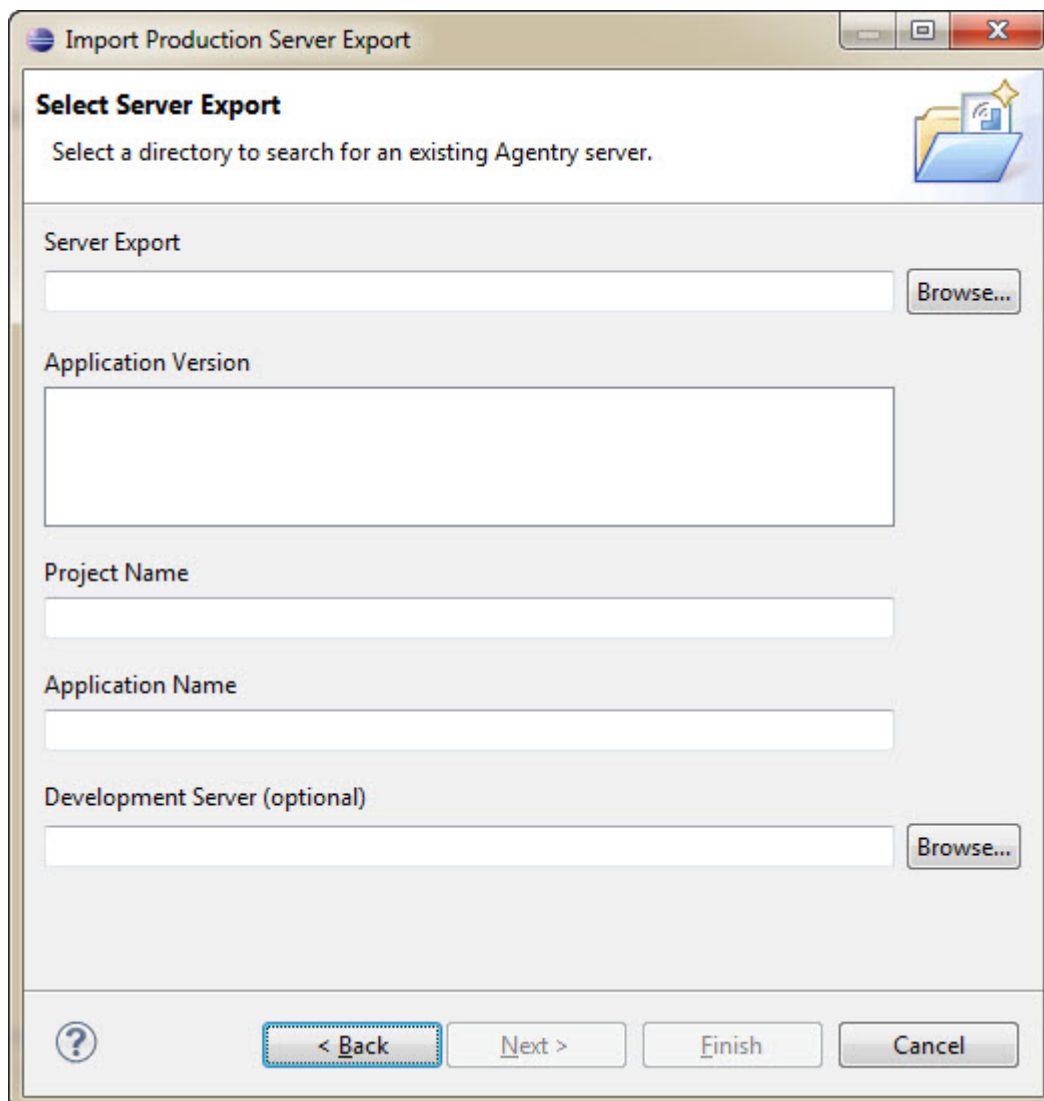 Import Production Server Export
Select Server Export
Select a directory to search for an existing Agentry server.
Server Export
Browse...
Application Version
Project Name
Application Name
Development Server (optional)
Browse...
?
< Back
Next >
Finish
Cancel